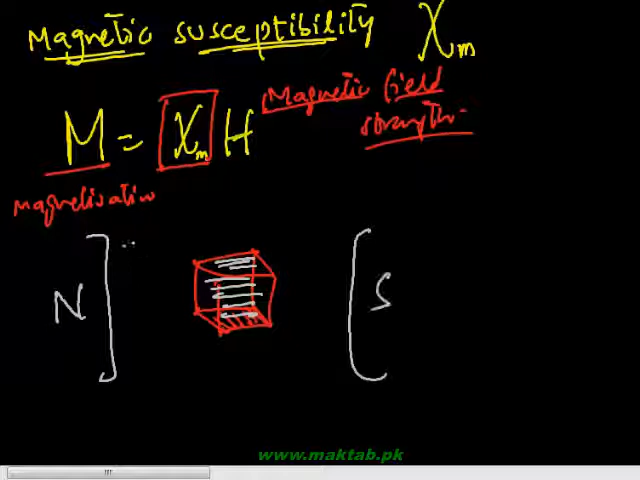 Magnetic susceptibility Xm
M = Xm H
Magnetic field
strength
Magnetisation
N
S
www.maktab.pk